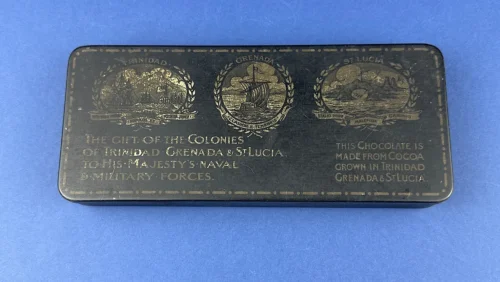 TRINIDAD
GRENADA
ST LUCIA
THE GIFT OF THE COLONIES
OF TRINIDAD GRENADA & ST LUCIA
TO HIS MAJESTY'S NAVAL
& MILITARY FORCES.
THIS CHOCOLATE IS
MADE FROM COCOA
GROWN IN TRINIDAD
GRENADA & ST LUCIA